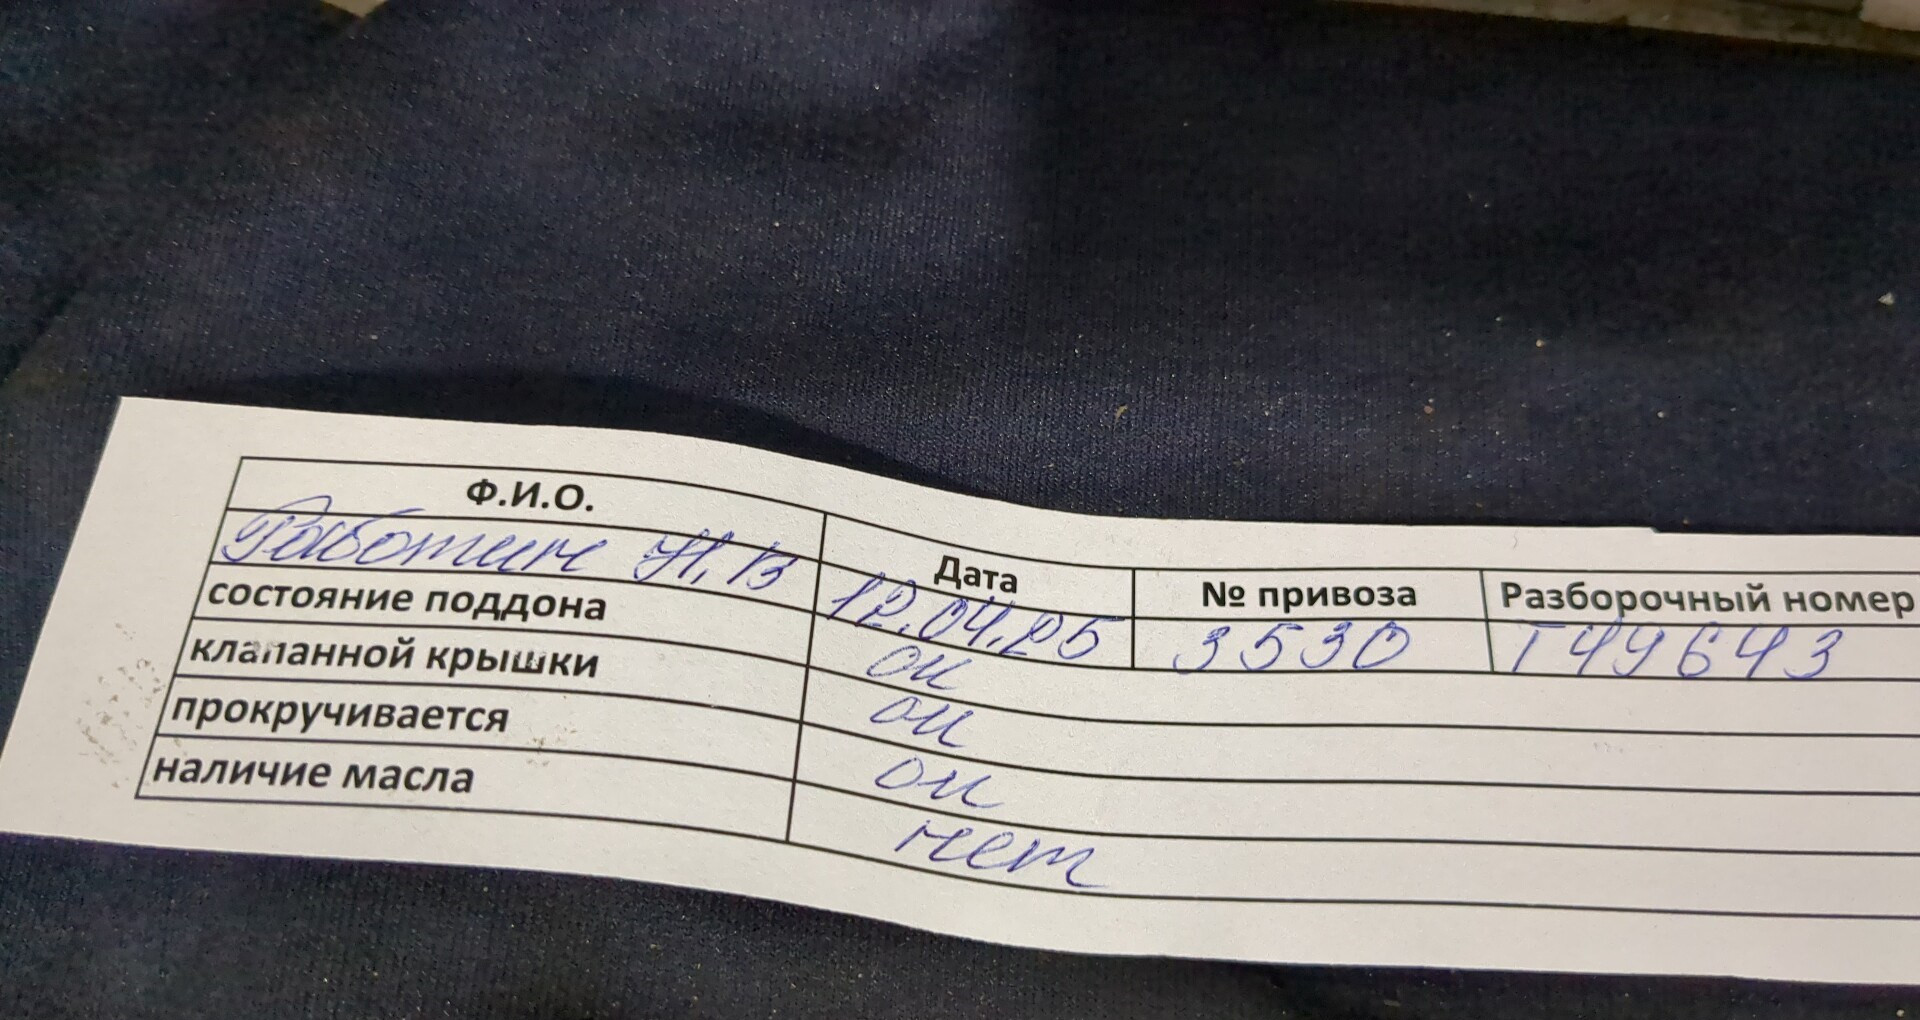 Ф.И.О. Дата № привоза Разборочный номер
Работин Н.В 12.04.25 3530 Т49643
состояние поддона ок
клапанной крышки ок
прокручивается ок
наличие масла нет